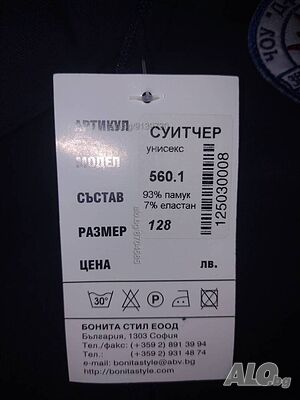 ЧОУ
АРТИКУЛ СУИТЧЕР
унисекс
МОДЕЛ 560.1
СЪСТАВ 93% памук
7% еластан
РАЗМЕР 128
ЦЕНА лв.
125030008
30°
P
БОНИТА СТИЛ ЕООД
България, 1303 София
Тел./факс: (+359 2) 891 39 94
Тел.: (+359 2) 931 48 74
e-mail: bonitastyle@abv.bg
http://bonitastyle.com
ALO.bg